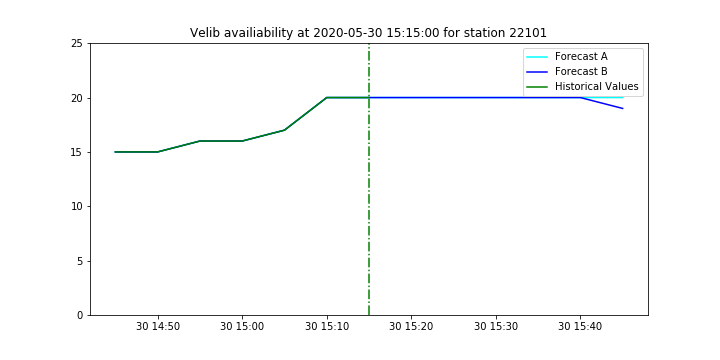 Velib availiability at 2020-05-30 15:15:00 for station 22101
25
20
15
10
5
0
Forecast A
Forecast B
Historical Values
30 14:50 30 15:00 30 15:10 30 15:20 30 15:30 30 15:40